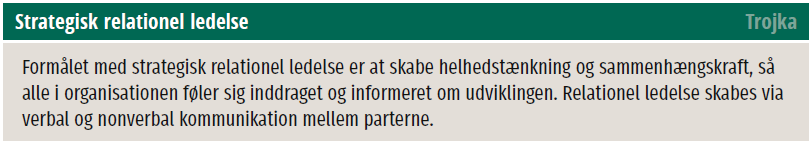 Strategisk relationel ledelse Trojka
Formålet med strategisk relationel ledelse er at skabe helhedstænkning og sammenhængskraft, så
alle i organisationen føler sig inddraget og informeret om udviklingen. Relationel ledelse skabes via
verbal og nonverbal kommunikation mellem parterne.